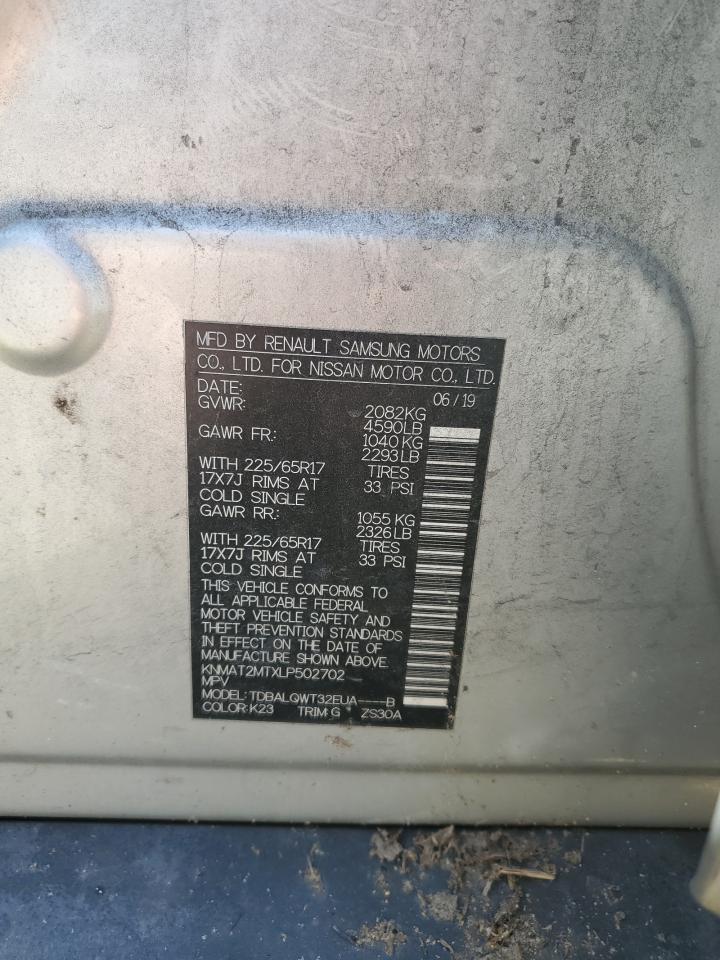 MFD BY RENAULT SAMSUNG MOTORS
CO., LTD. FOR NISSAN MOTOR CO., LTD.
DATE: 06 / 19
GVWR: 2082KG
4590LB
GAWR FR.: 1040 KG
2293LB
WITH 225/65R17 TIRES
17X7J RIMS AT 33 PSI
COLD SINGLE
GAWR RR.: 1055 KG
2326LB
WITH 225/65R17 TIRES
17X7J RIMS AT 33 PSI
COLD SINGLE
THIS VEHICLE CONFORMS TO
ALL APPLICABLE FEDERAL
MOTOR VEHICLE SAFETY AND
THEFT PREVENTION STANDARDS
IN EFFECT ON THE DATE OF
MANUFACTURE SHOWN ABOVE.
KNMAT2MTXLP502702
MPV
MODEL: TDBALQWT32EUA----B
COLOR: K23 TRIM: G ZS30A